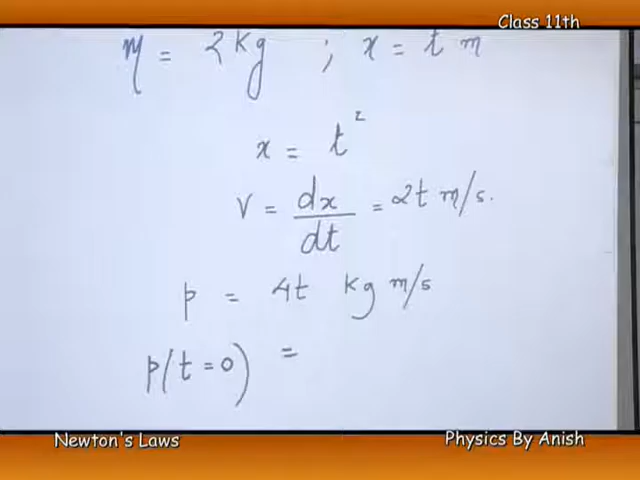 Class 11th
m = 2 kg ; x = t m
x = t²
v = dx/dt = 2t m/s.
p = 4t kg m/s
p(t = 0) =
Newton's Laws
Physics By Anish